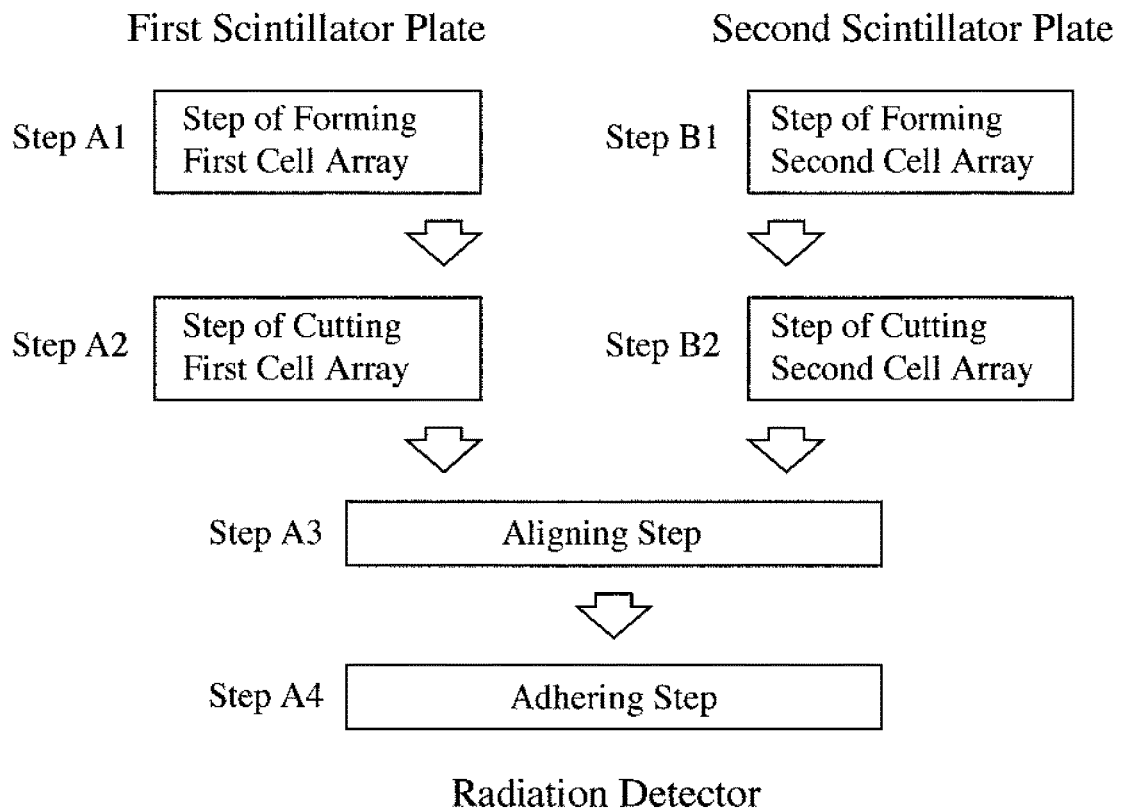 First Scintillator Plate
Second Scintillator Plate
Step A1
Step of Forming
First Cell Array
Step B1
Step of Forming
Second Cell Array
Step A2
Step of Cutting
First Cell Array
Step B2
Step of Cutting
Second Cell Array
Step A3
Aligning Step
Step A4
Adhering Step
Radiation Detector